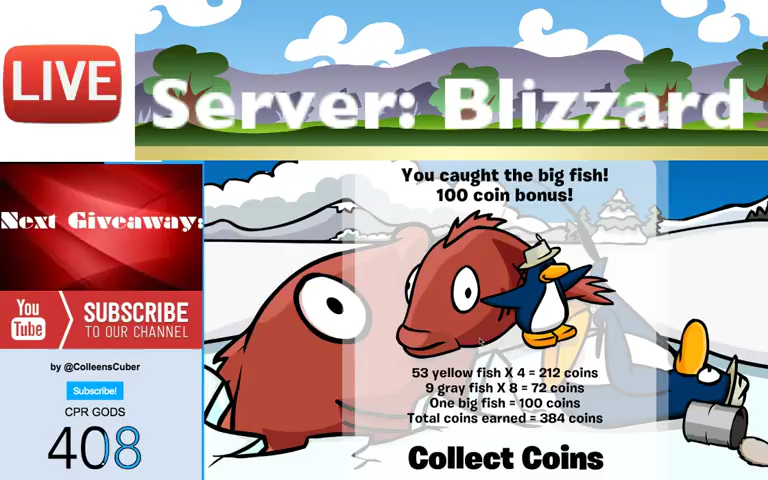 LIVE
Server: Blizzard
Next Giveaway:
You Tube
SUBSCRIBE
TO OUR CHANNEL
by @ColleensCuber
Subscribe!
CPR GODS
408
You caught the big fish!
100 coin bonus!
53 yellow fish X 4 = 212 coins
9 gray fish X 8 = 72 coins
One big fish = 100 coins
Total coins earned = 384 coins
Collect Coins